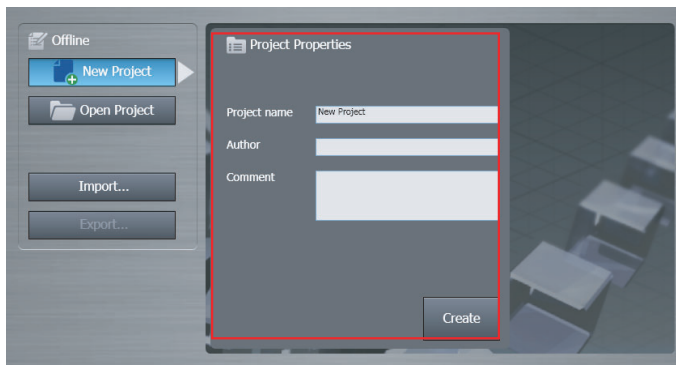 Offline
New Project
Open Project
Import...
Export...
Project Properties
Project name New Project
Author
Comment
Create